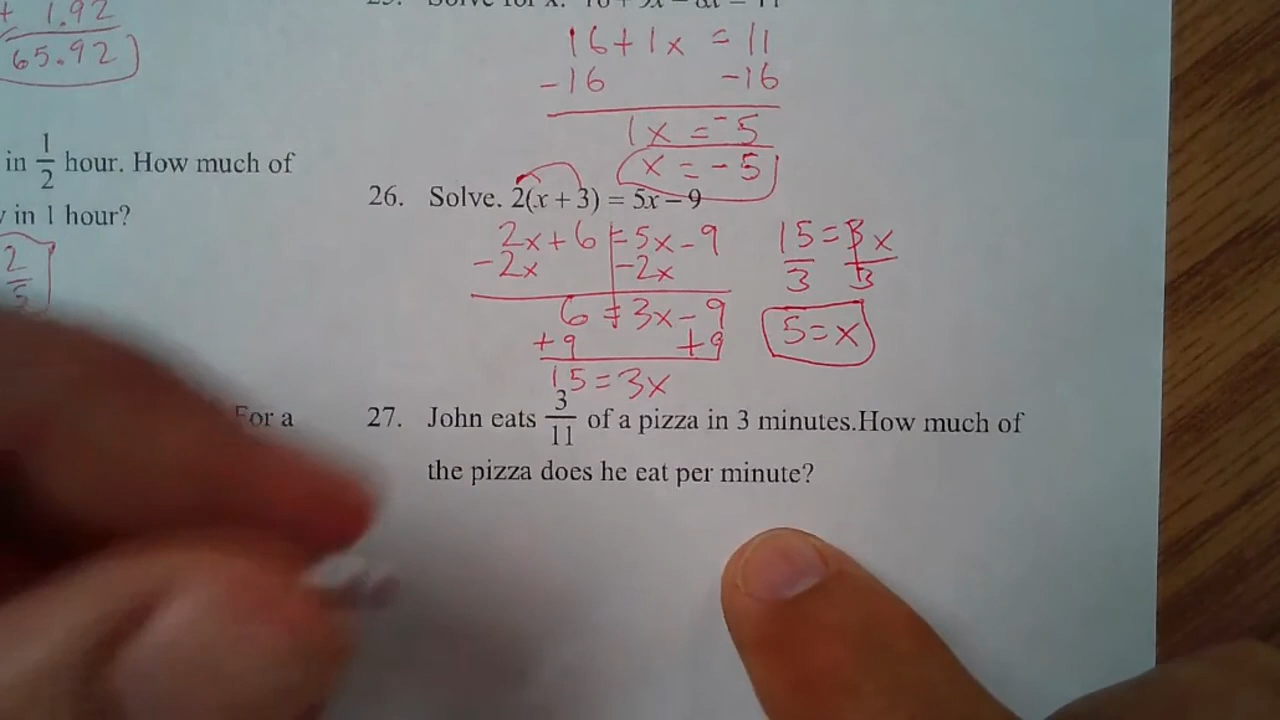 + 1.92
65.92
in 1/2 hour. How much of
in 1 hour?
2/5
For a
16+1x = 11
-16 -16
1x = -5
x = -5
26. Solve. 2(x + 3) = 5x – 9
2x+6 = 5x-9
-2x -2x
6 = 3x-9
+9 +9
15 = 3x
15 = 3x
3 3
5 = x
27. John eats 3/11 of a pizza in 3 minutes.How much of
the pizza does he eat per minute?